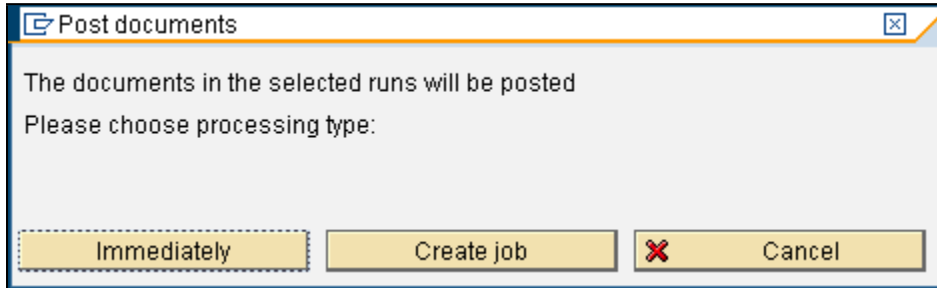 Post documents
The documents in the selected runs will be posted
Please choose processing type:
Immediately Create job Cancel